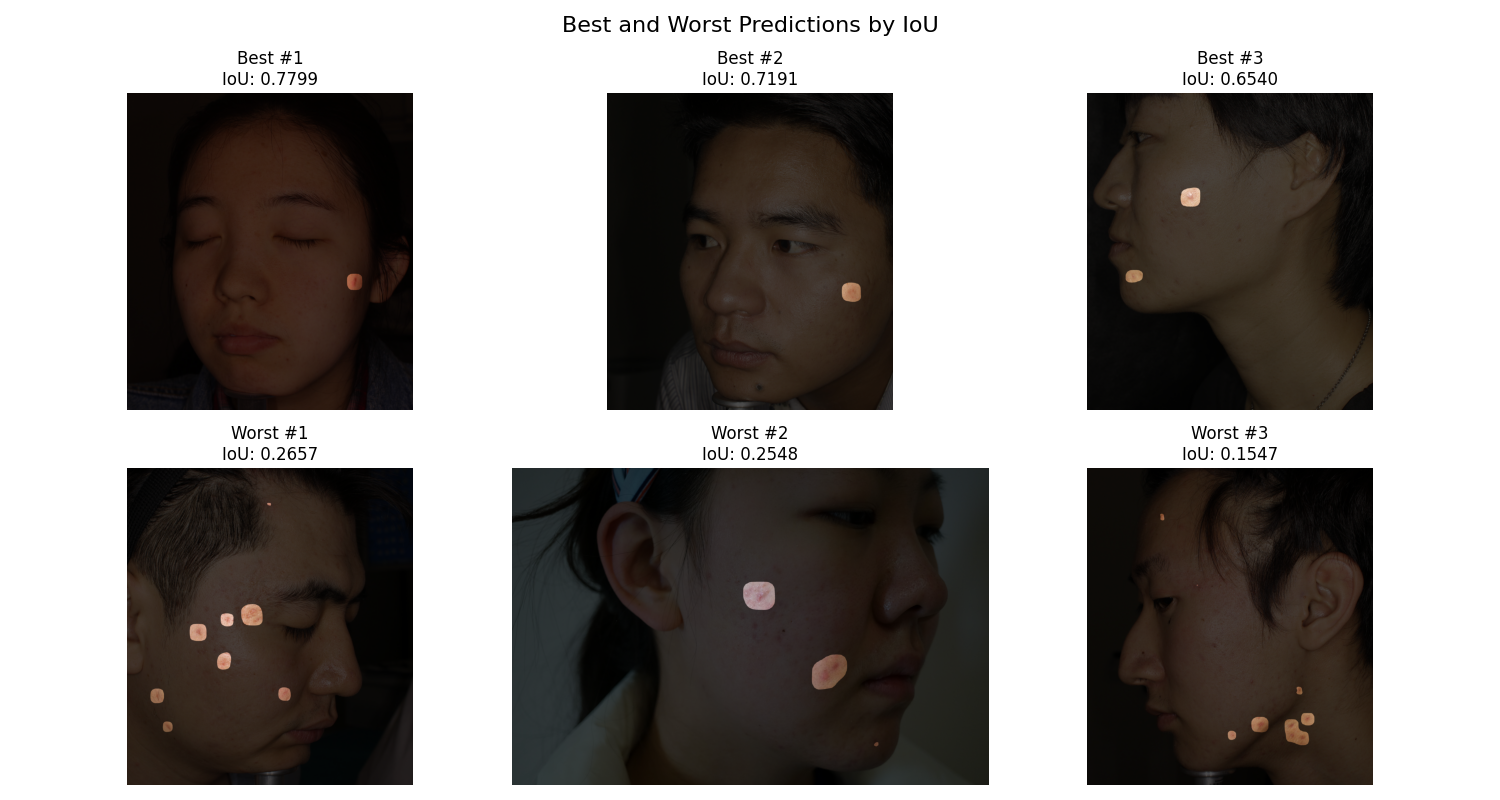 Best and Worst Predictions by IoU
Best #1
IoU: 0.7799
Best #2
IoU: 0.7191
Best #3
IoU: 0.6540
Worst #1
IoU: 0.2657
Worst #2
IoU: 0.2548
Worst #3
IoU: 0.1547